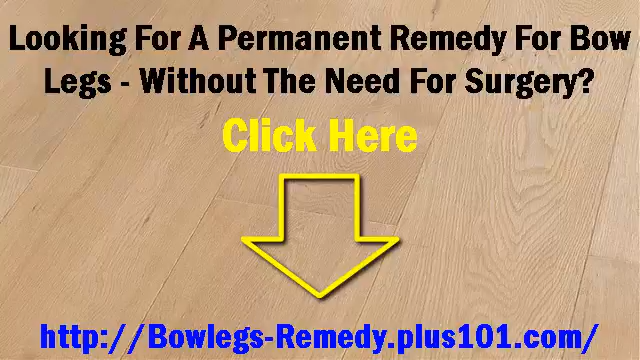 Looking For A Permanent Remedy For Bow
Legs - Without The Need For Surgery?
Click Here
http://Bowlegs-Remedy.plus101.com/